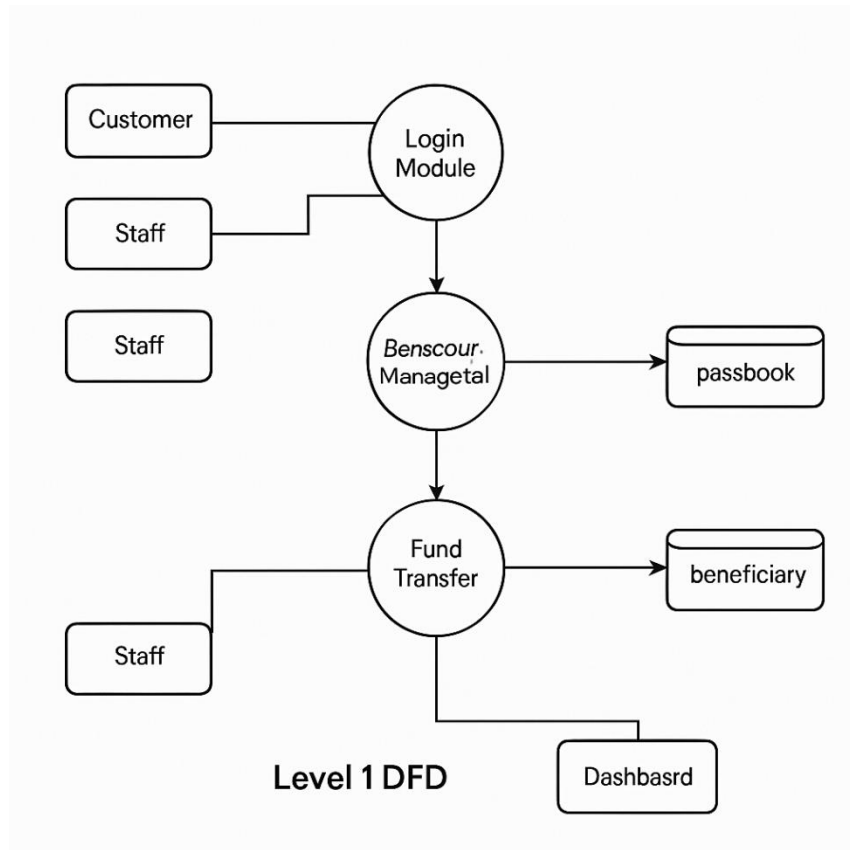 Customer
Login
Module
Staff
Staff
Benscour.
Managetal
passbook
Fund
Transfer
beneficiary
Staff
Level 1 DFD
Dashbasrd